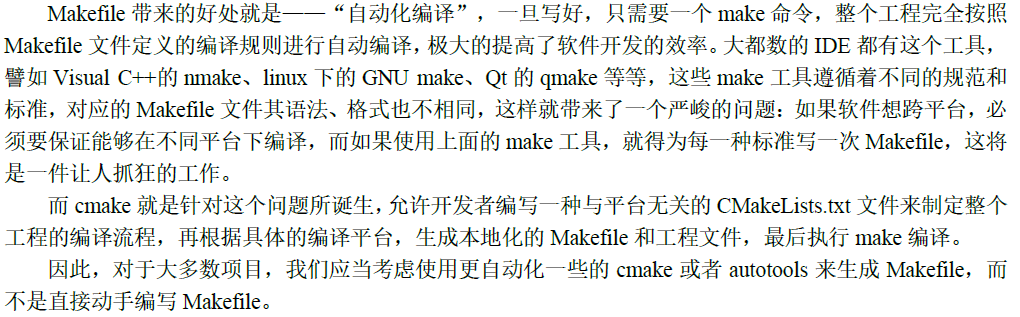 Makefile 带来的好处就是——“自动化编译”，一旦写好，只需要一个 make 命令，整个工程完全按照
Makefile 文件定义的编译规则进行自动编译，极大的提高了软件开发的效率。大都数的 IDE 都有这个工具，
譬如 Visual C++的 nmake、linux 下的 GNU make、Qt 的 qmake 等等，这些 make 工具遵循着不同的规范和
标准，对应的 Makefile 文件其语法、格式也不相同，这样就带来了一个严峻的问题：如果软件想跨平台，必
须要保证能够在不同平台下编译，而如果使用上面的 make 工具，就得为每一种标准写一次 Makefile，这将
是一件让人抓狂的工作。
而 cmake 就是针对这个问题所诞生，允许开发者编写一种与平台无关的 CMakeLists.txt 文件来制定整个
工程的编译流程，再根据具体的编译平台，生成本地化的 Makefile 和工程文件，最后执行 make 编译。
因此，对于大多数项目，我们应当考虑使用更自动化一些的 cmake 或者 autotools 来生成 Makefile，而
不是直接动手编写 Makefile。